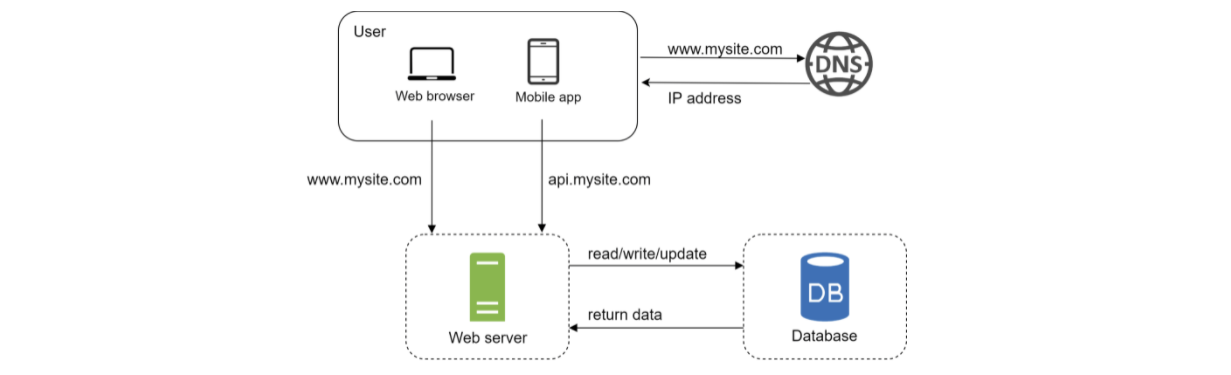 User
www.mysite.com
DNS
Web browser
Mobile app
IP address
www.mysite.com
api.mysite.com
read/write/update
DB
return data
Web server
Database